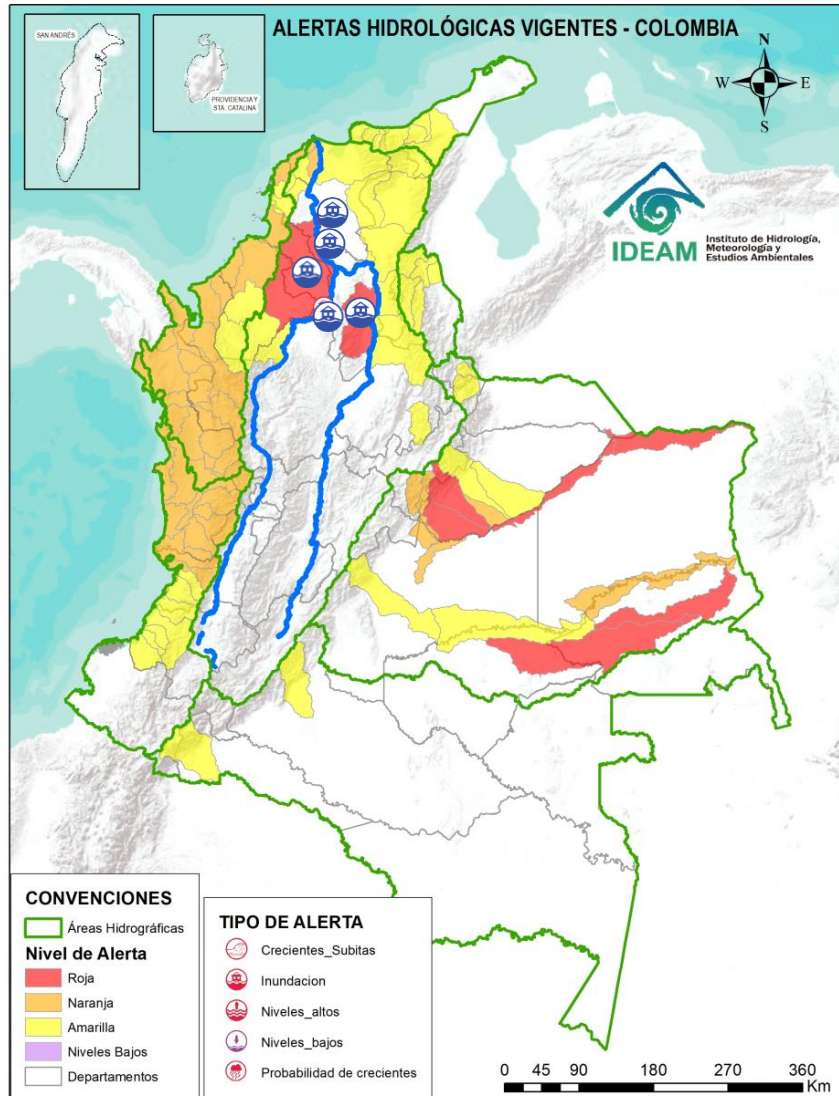 ALERTAS HIDROLÓGICAS VIGENTES - COLOMBIA
SAN ANDRÉS
PROVIDENCIA Y
STA. CATALINA
N
W
E
S
IDEAM
Instituto de Hidrología,
Meteorología y
Estudios Ambientales
CONVENCIONES
Áreas Hidrográficas
Nivel de Alerta
Roja
Naranja
Amarilla
Niveles Bajos
Departamentos
TIPO DE ALERTA
Crecientes_Subitas
Inundacion
Niveles_altos
Niveles_bajos
Probabilidad de crecientes
0 45 90 180 270 360
Km